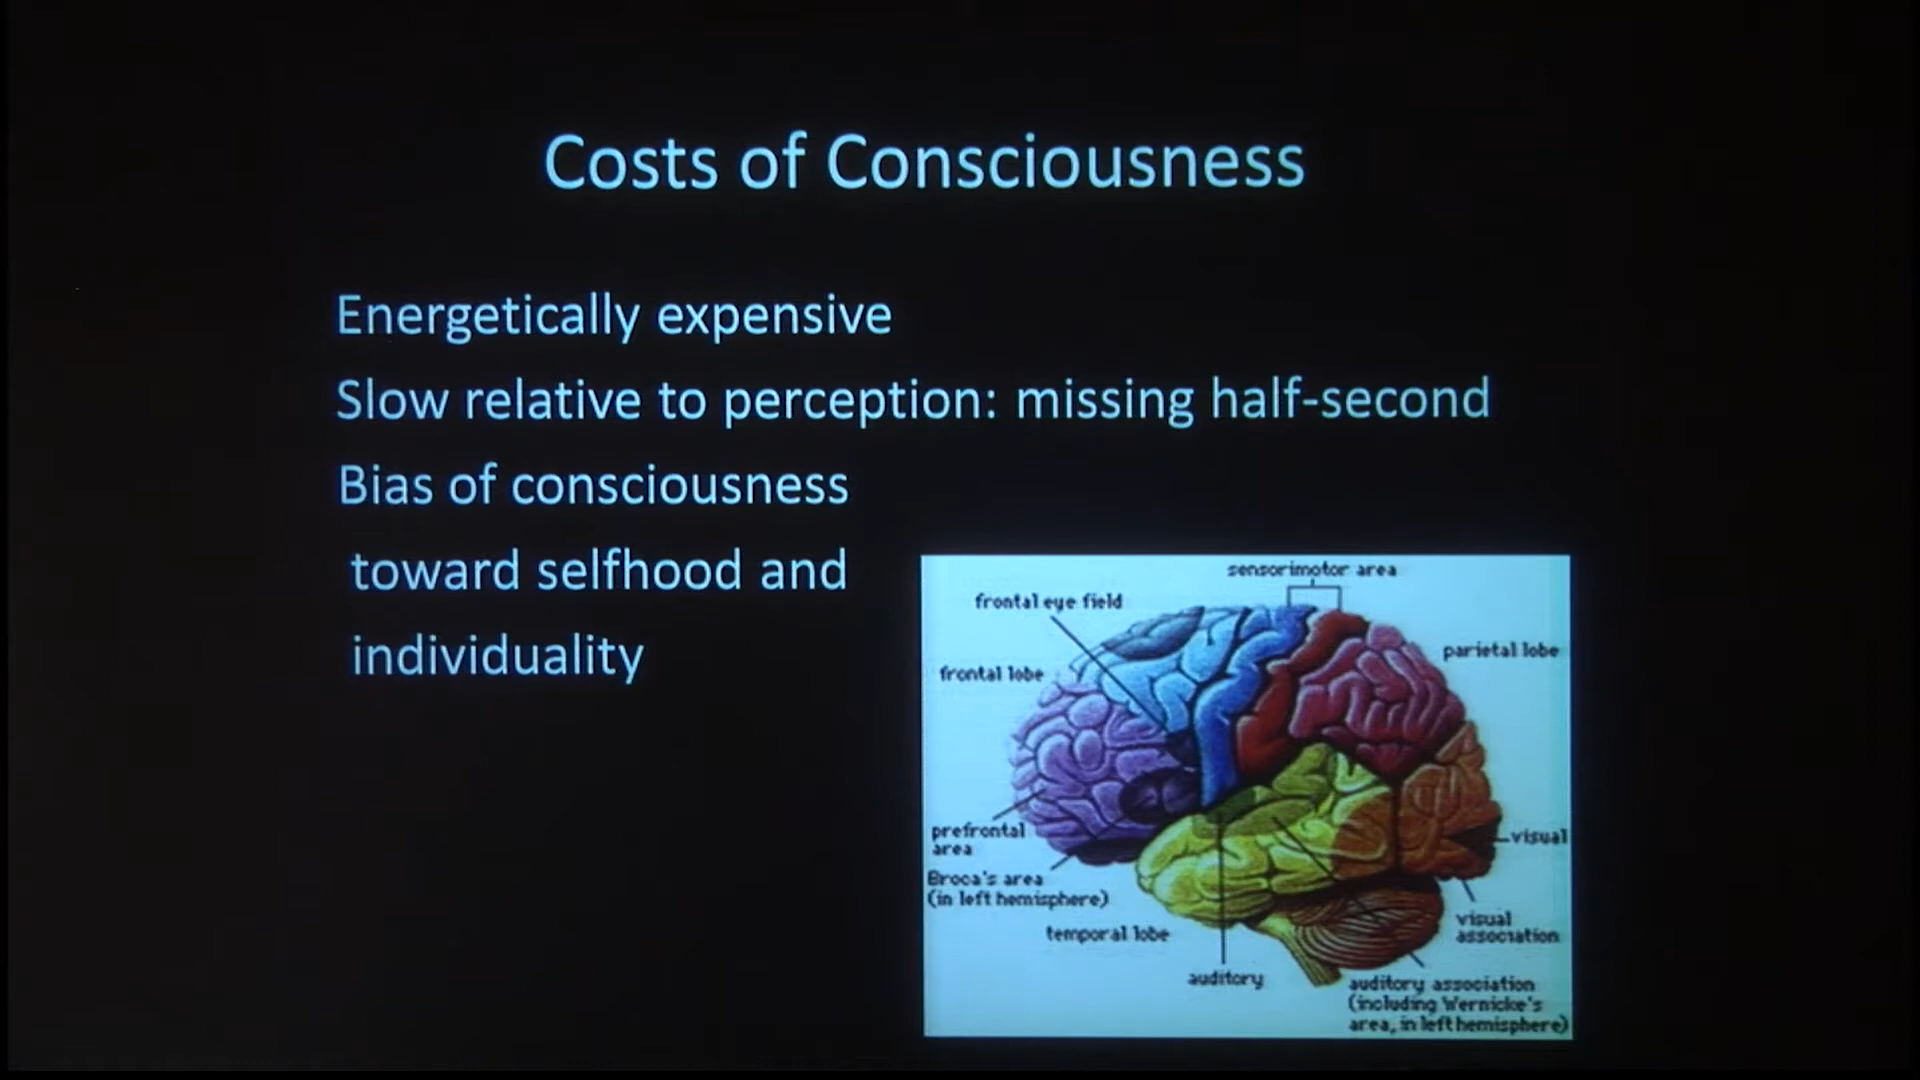 Costs of Consciousness
Energetically expensive
Slow relative to perception: missing half-second
Bias of consciousness
toward selfhood and
individuality
sensorimotor area
frontal eye field
parietal lobe
frontal lobe
prefrontal
area
visual
Broca's area
(in left hemisphere)
visual
association
temporal lobe
auditory
auditory association
(including Wernicke's
area, in left hemisphere)